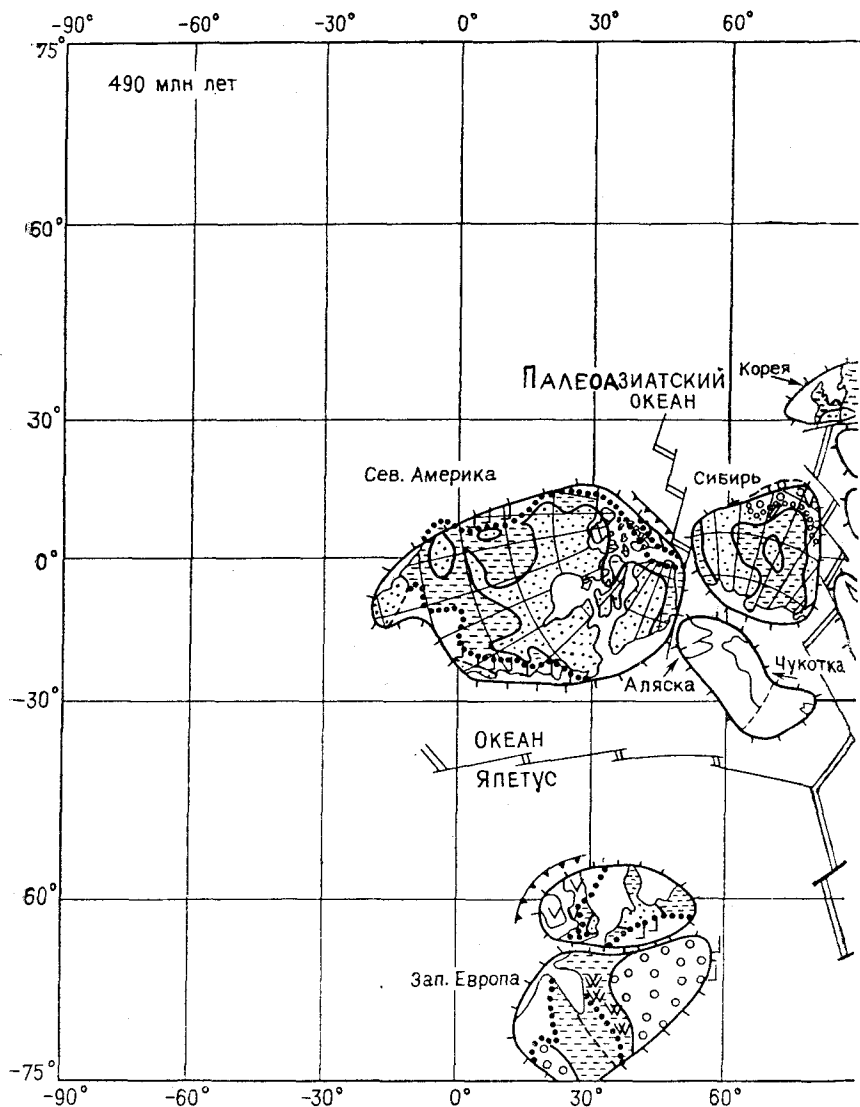 -90° -60° -30° 0° 30° 60°
75°
490 млн лет
60°
ПАЛЕОАЗИАТСКИЙ
ОКЕАН
Корея
30°
Сев. Америка
Сибирь
0°
Аляска
Чукотка
-30°
ОКЕАН
ЯПЕТУС
-60°
Зап. Европа
-75°
-90° -60° -30° 0° 30° 60°